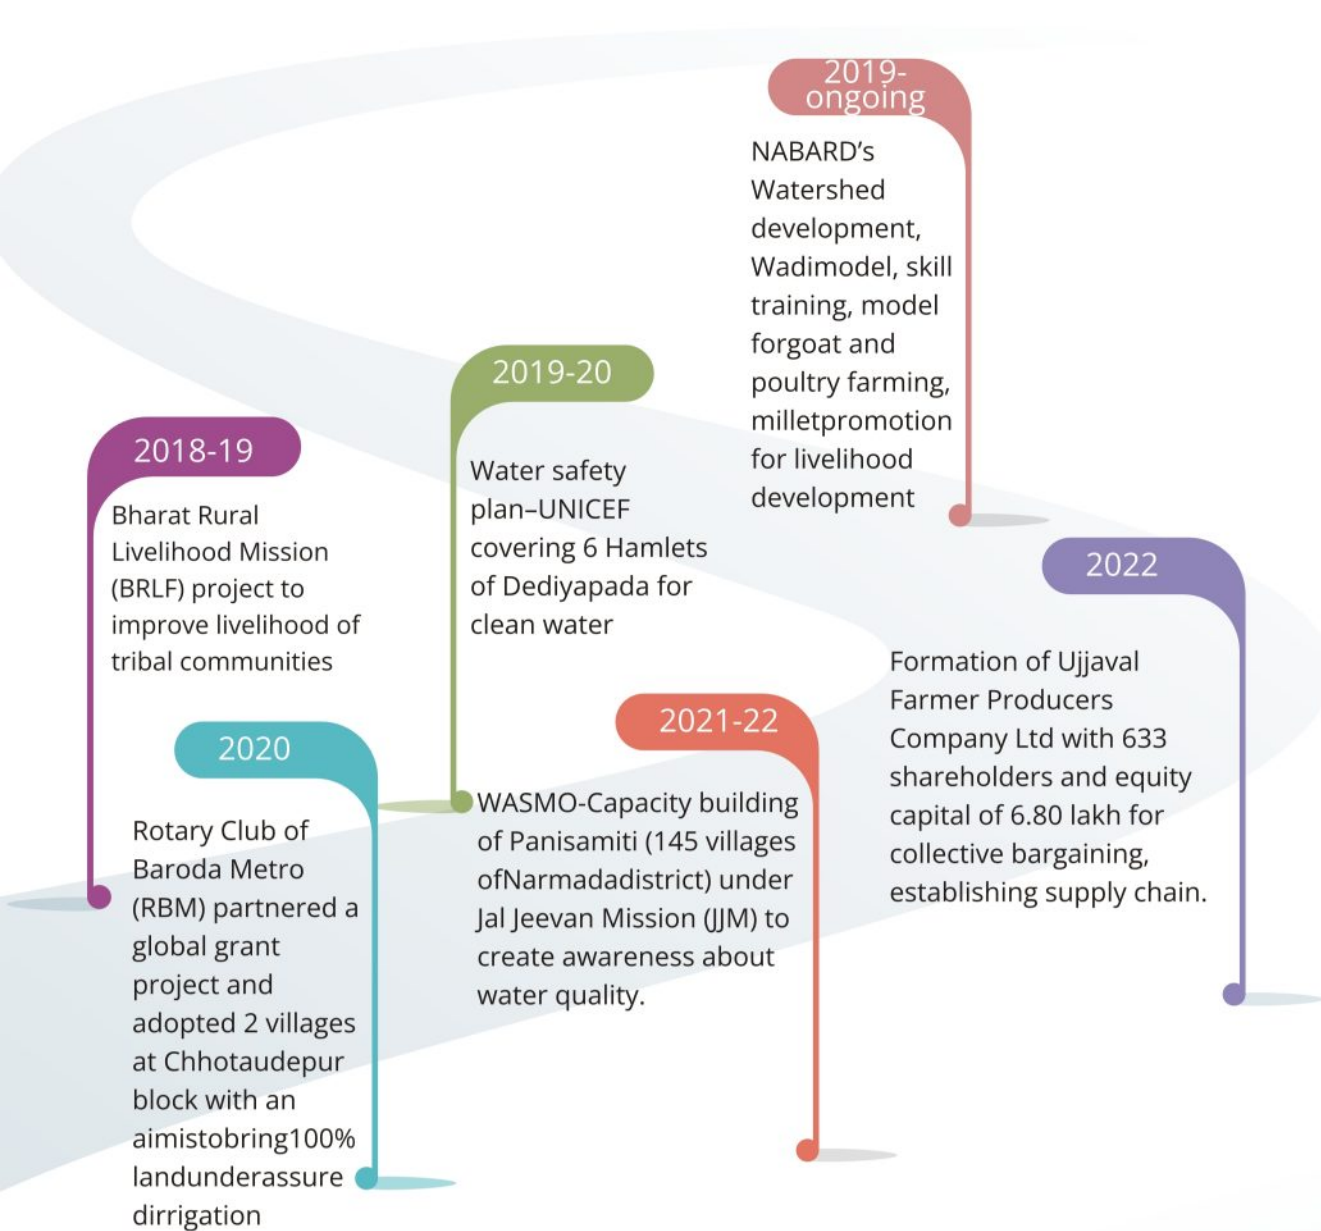 2019-
ongoing
NABARD’s
Watershed
development,
Wadimodel, skill
training, model
forgoat and
poultry farming,
milletpromotion
for livelihood
development
2019-20
Water safety
plan–UNICEF
covering 6 Hamlets
of Dediyapada for
clean water
2018-19
Bharat Rural
Livelihood Mission
(BRLF) project to
improve livelihood of
tribal communities
2022
Formation of Ujjaval
Farmer Producers
Company Ltd with 633
shareholders and equity
capital of 6.80 lakh for
collective bargaining,
establishing supply chain.
2021-22
WASMO-Capacity building
of Panisamiti (145 villages
ofNarmadadistrict) under
Jal Jeevan Mission (JJM) to
create awareness about
water quality.
2020
Rotary Club of
Baroda Metro
(RBM) partnered a
global grant
project and
adopted 2 villages
at Chhotaudepur
block with an
aimistobring100%
landunderassure
dirrigation